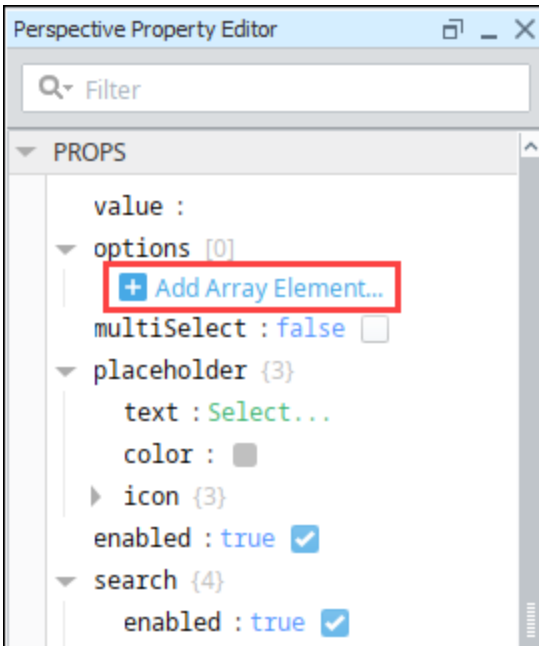 Perspective Property Editor
Filter
PROPS
value :
options [0]
Add Array Element...
multiSelect : false
placeholder {3}
text : Select...
color :
icon {3}
enabled : true
search {4}
enabled : true